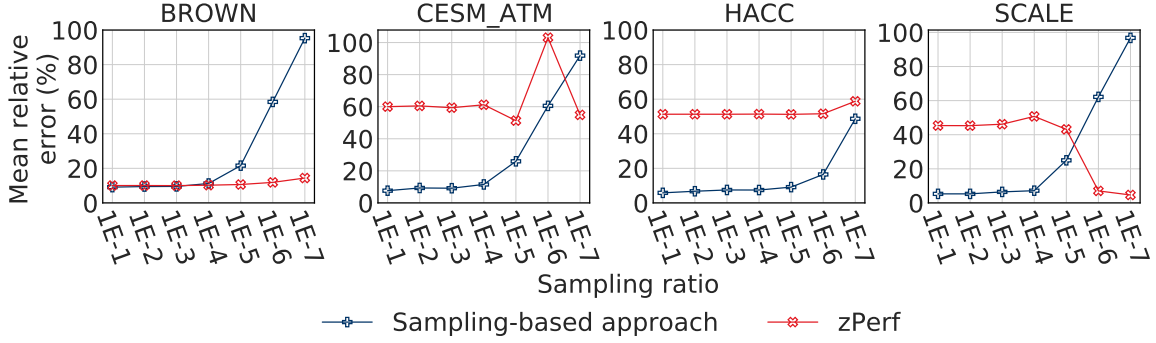 BROWN CESM_ATM HACC SCALE
Mean relative
error (%)
100 80 60 40 20 0
100 80 60 40 20 0
100 80 60 40 20 0
100 80 60 40 20 0
1E-1 1E-2 1E-3 1E-4 1E-5 1E-6 1E-7
1E-1 1E-2 1E-3 1E-4 1E-5 1E-6 1E-7
1E-1 1E-2 1E-3 1E-4 1E-5 1E-6 1E-7
1E-1 1E-2 1E-3 1E-4 1E-5 1E-6 1E-7
Sampling ratio
Sampling-based approach zPerf